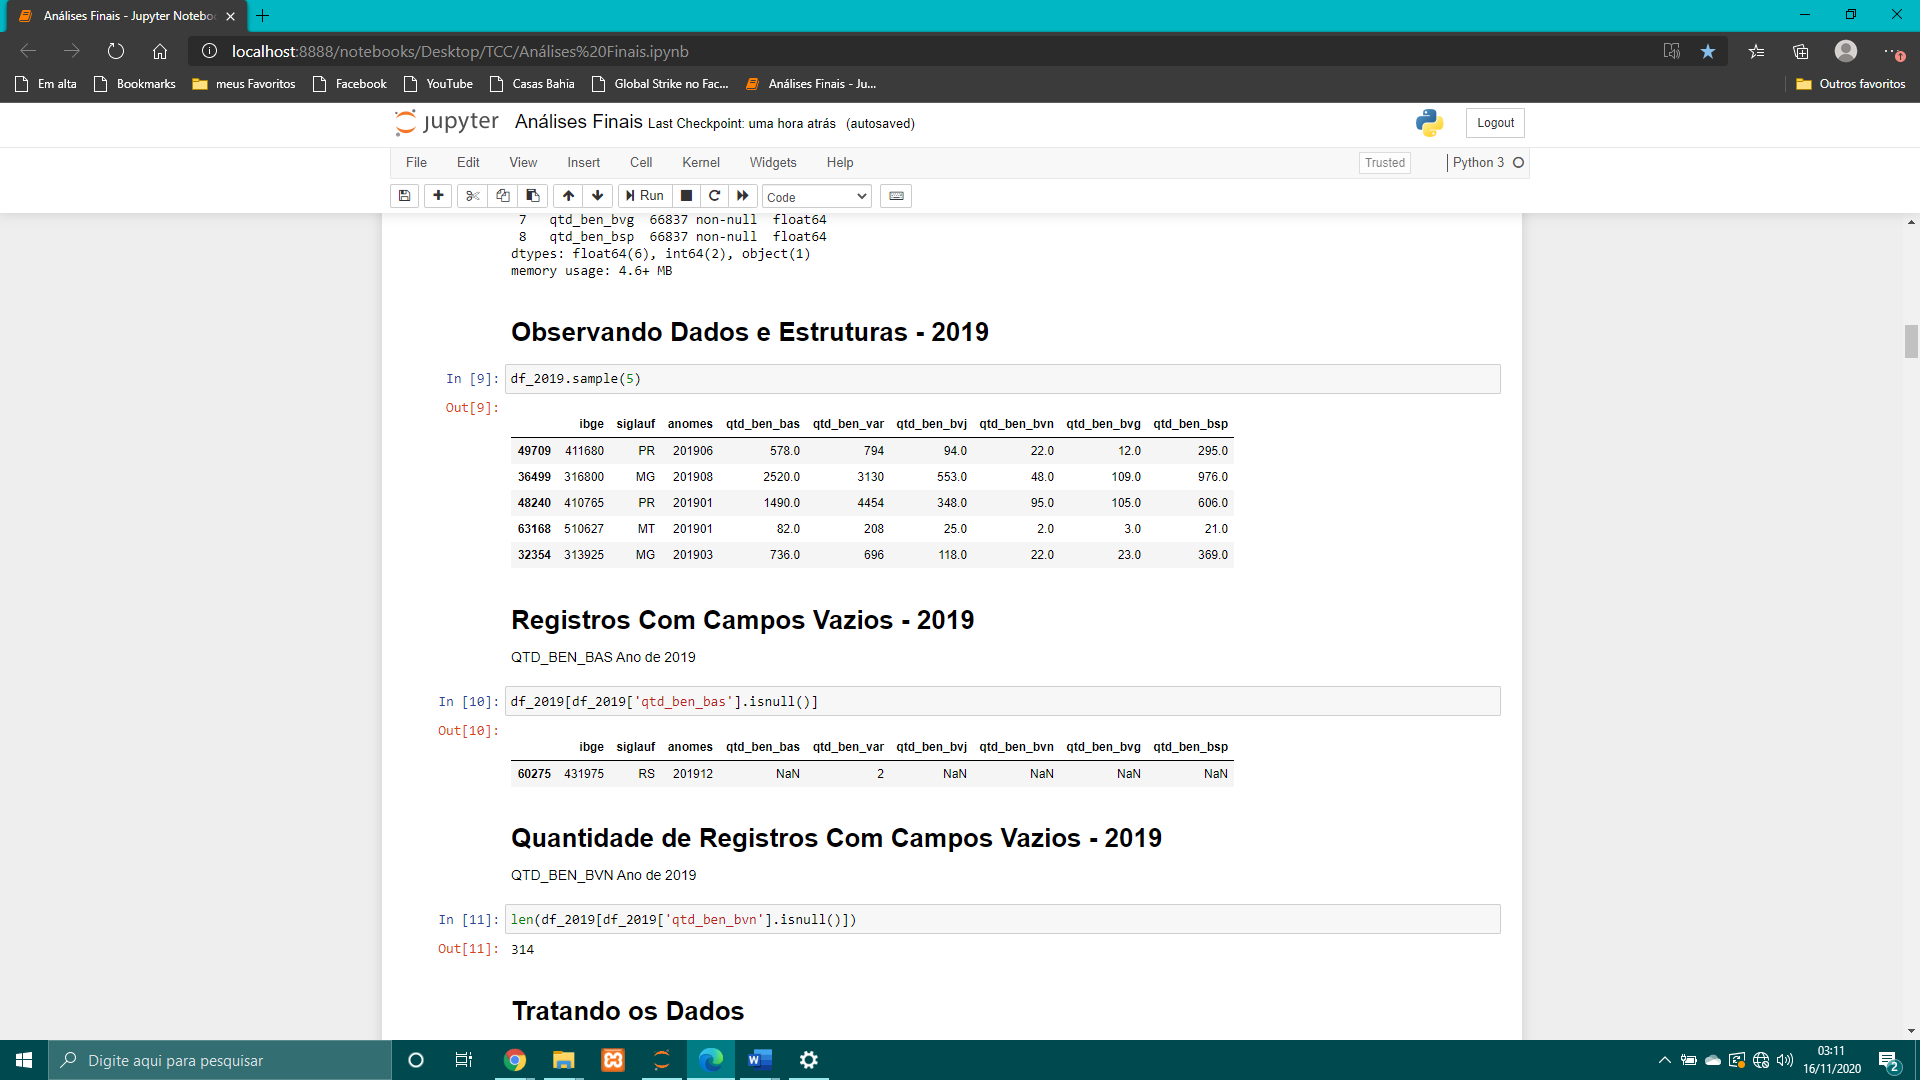 Análises Finais - Jupyter Notebo
localhost:8888/notebooks/Desktop/TCC/Análises%20Finais.ipynb
Em alta Bookmarks meus Favoritos Facebook YouTube Casas Bahia Global Strike no Fac... Análises Finais - Ju... Outros favoritos
jupyter Análises Finais Last Checkpoint: uma hora atrás (autosaved) Logout
File Edit View Insert Cell Kernel Widgets Help Trusted Python 3
Run Code
7 qtd_ben_bvg 66837 non-null float64
8 qtd_ben_bsp 66837 non-null float64
dtypes: float64(6), int64(2), object(1)
memory usage: 4.6+ MB
Observando Dados e Estruturas - 2019
In [9]: df_2019.sample(5)
Out[9]:
ibge siglauf anomes qtd_ben_bas qtd_ben_var qtd_ben_bvj qtd_ben_bvn qtd_ben_bvg qtd_ben_bsp
49709 411680 PR 201906 578.0 794 94.0 22.0 12.0 295.0
36499 316800 MG 201908 2520.0 3130 553.0 48.0 109.0 976.0
48240 410765 PR 201901 1490.0 4454 348.0 95.0 105.0 606.0
63168 510627 MT 201901 82.0 208 25.0 2.0 3.0 21.0
32354 313925 MG 201903 736.0 696 118.0 22.0 23.0 369.0
Registros Com Campos Vazios - 2019
QTD_BEN_BAS Ano de 2019
In [10]: df_2019[df_2019['qtd_ben_bas'].isnull()]
Out[10]:
ibge siglauf anomes qtd_ben_bas qtd_ben_var qtd_ben_bvj qtd_ben_bvn qtd_ben_bvg qtd_ben_bsp
60275 431975 RS 201912 NaN 2 NaN NaN NaN NaN
Quantidade de Registros Com Campos Vazios - 2019
QTD_BEN_BVN Ano de 2019
In [11]: len(df_2019[df_2019['qtd_ben_bvn'].isnull()])
Out[11]: 314
Tratando os Dados
Digite aqui para pesquisar
03:11
16/11/2020
2